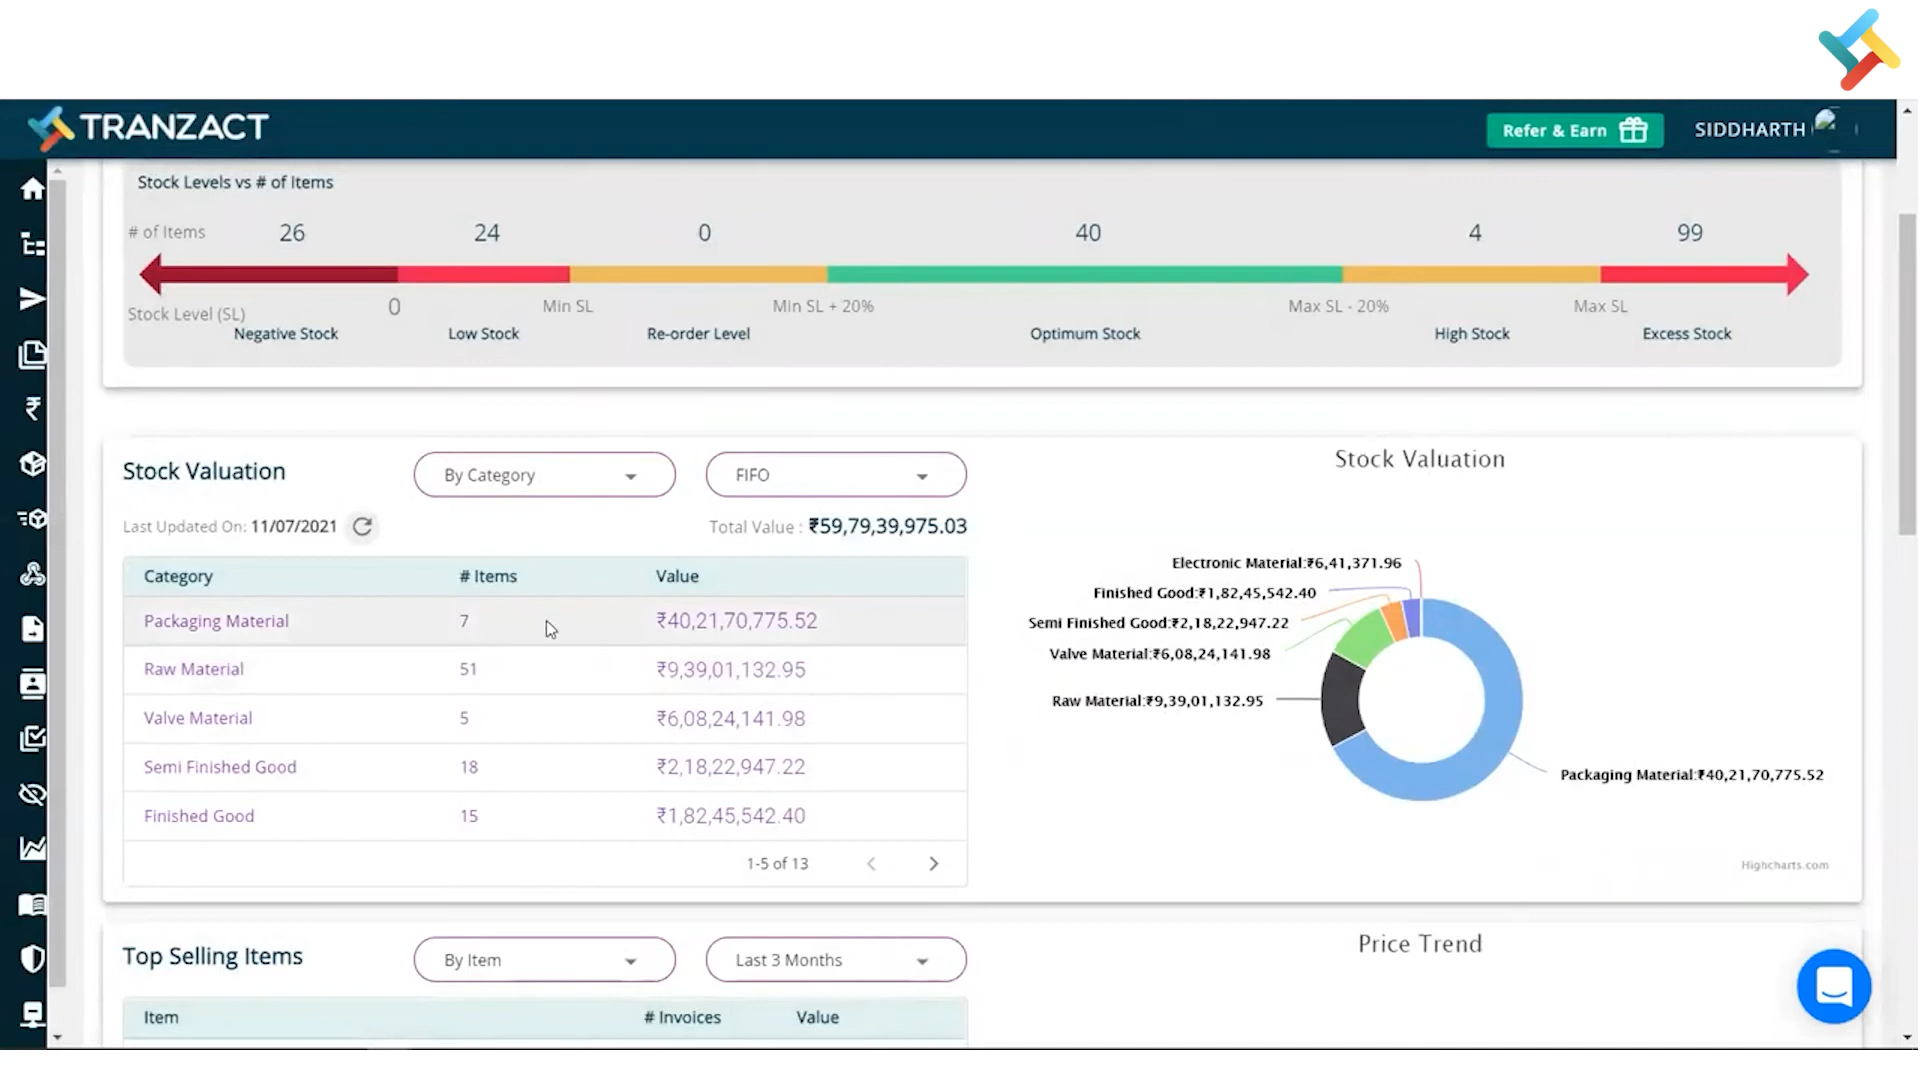 TRANZACT
Refer & Earn
SIDDHARTH
Stock Levels vs # of Items
# of Items 26 24 0 40 4 99
Stock Level (SL) 0 Min SL Min SL + 20% Max SL - 20% Max SL
Negative Stock Low Stock Re-order Level Optimum Stock High Stock Excess Stock
Stock Valuation By Category FIFO
Last Updated On: 11/07/2021 Total Value : ₹59,79,39,975.03
Category # Items Value
Packaging Material 7 ₹40,21,70,775.52
Raw Material 51 ₹9,39,01,132.95
Valve Material 5 ₹6,08,24,141.98
Semi Finished Good 18 ₹2,18,22,947.22
Finished Good 15 ₹1,82,45,542.40
1-5 of 13
Stock Valuation
Electronic Material:₹6,41,371.96
Finished Good:₹1,82,45,542.40
Semi Finished Good:₹2,18,22,947.22
Valve Material:₹6,08,24,141.98
Raw Material:₹9,39,01,132.95
Packaging Material:₹40,21,70,775.52
Highcharts.com
Top Selling Items By Item Last 3 Months
Item # Invoices Value
Price Trend